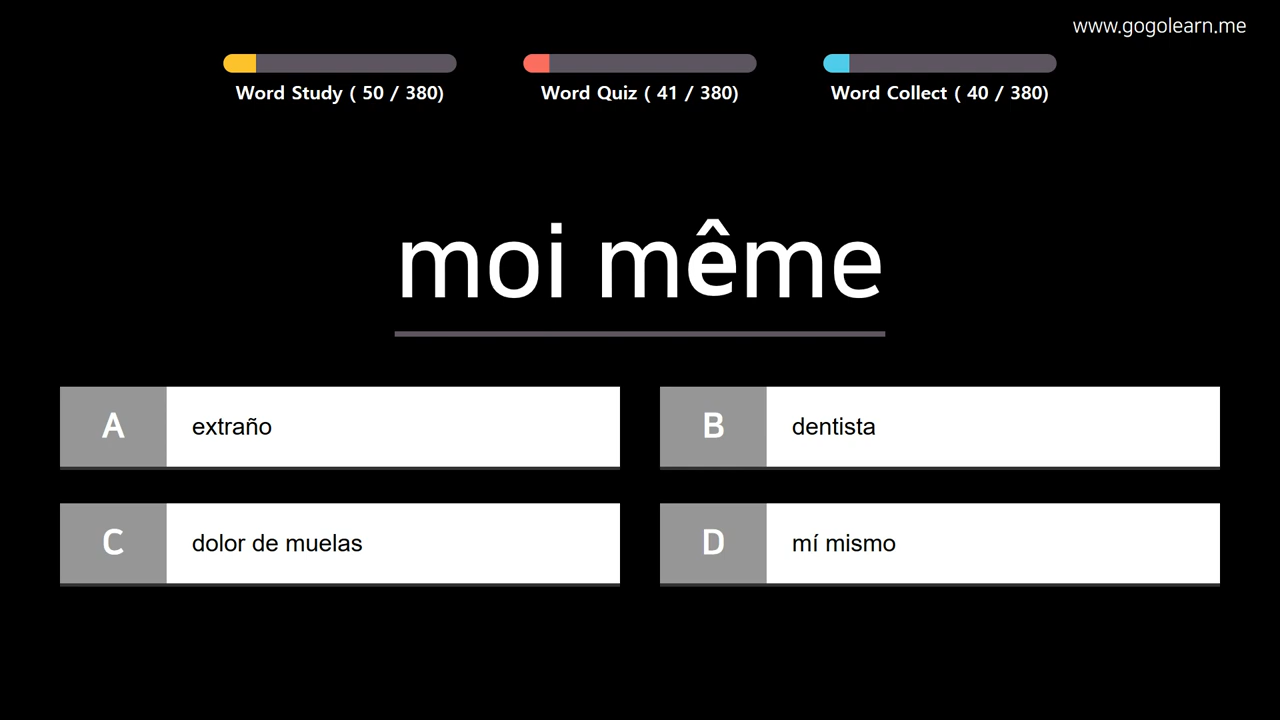 www.gogolearn.me
Word Study ( 50 / 380)
Word Quiz ( 41 / 380)
Word Collect ( 40 / 380)
moi même
A extraño
B dentista
C dolor de muelas
D mí mismo